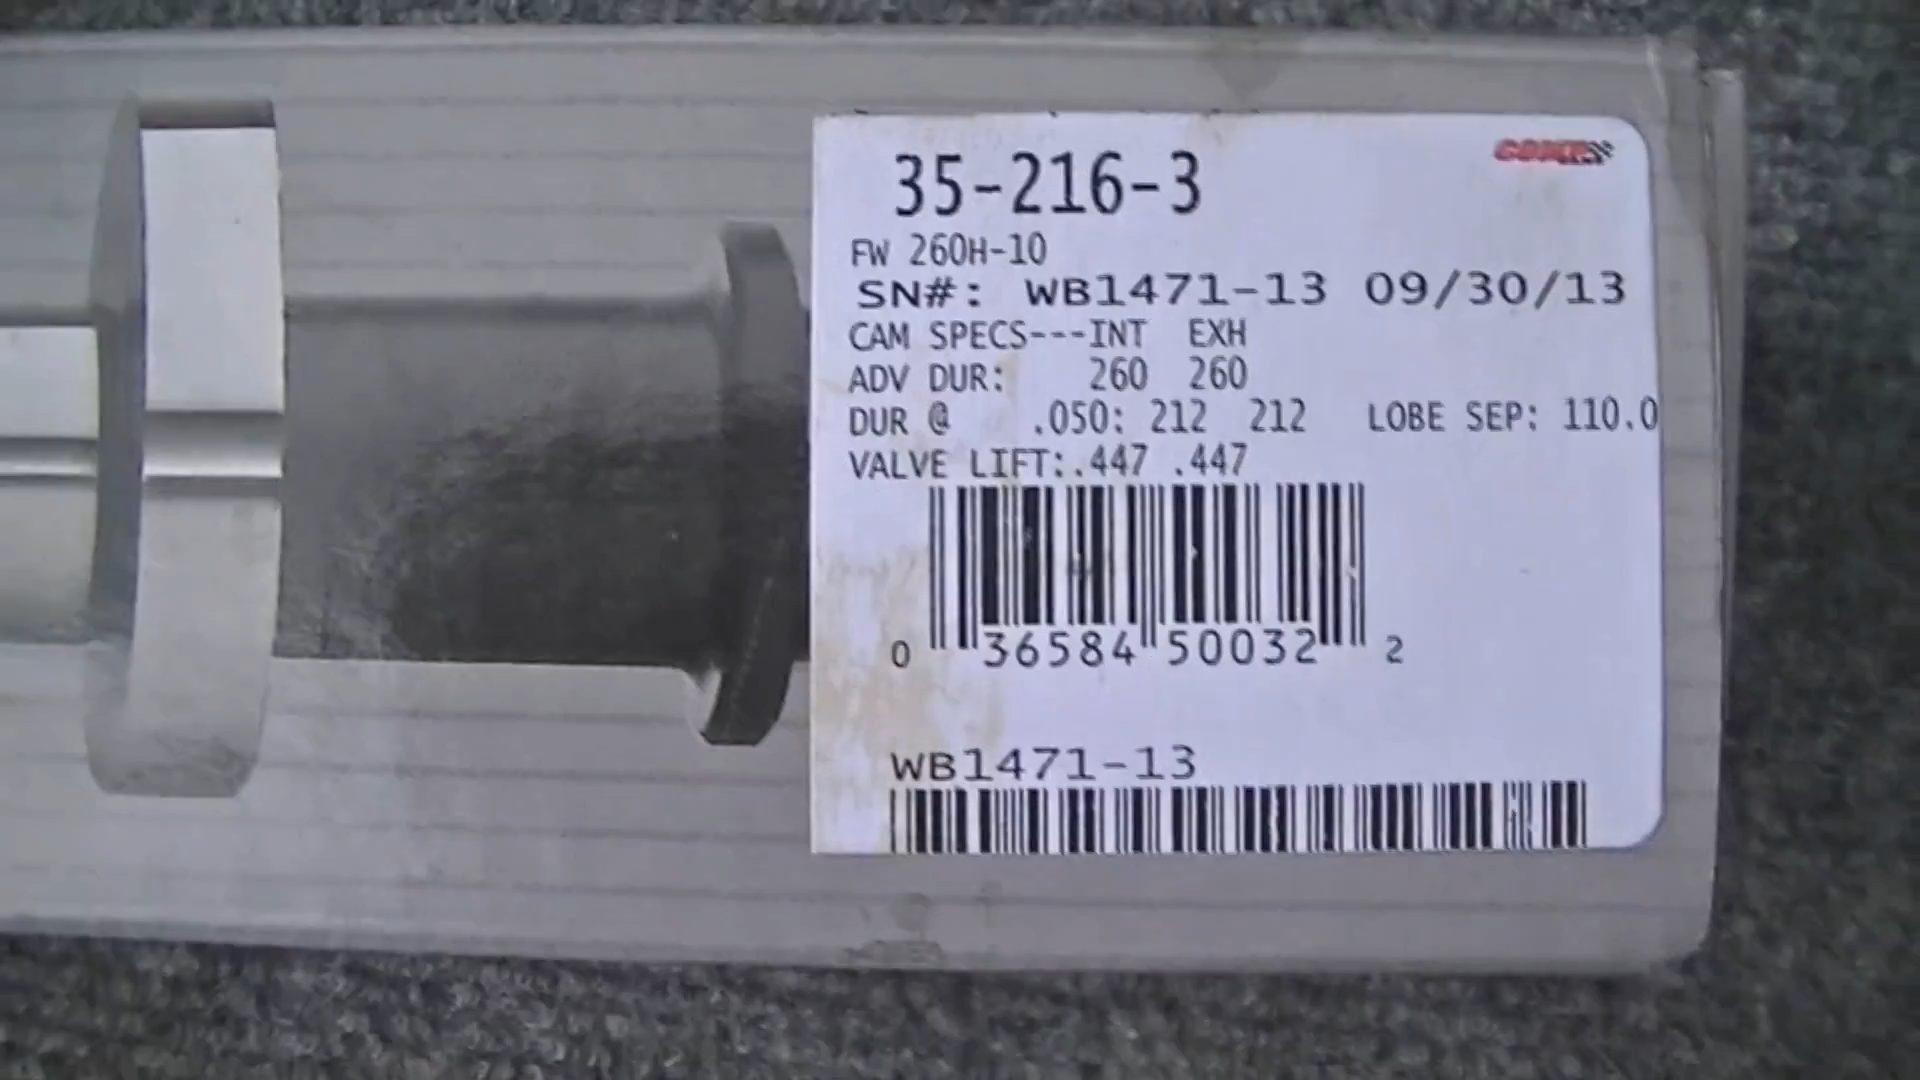 COMP
35-216-3
FW 260H-10
SN#: WB1471-13 09/30/13
CAM SPECS---INT EXH
ADV DUR: 260 260
DUR @ .050: 212 212 LOBE SEP: 110.0
VALVE LIFT:.447 .447
0 36584 50032 2
WB1471-13